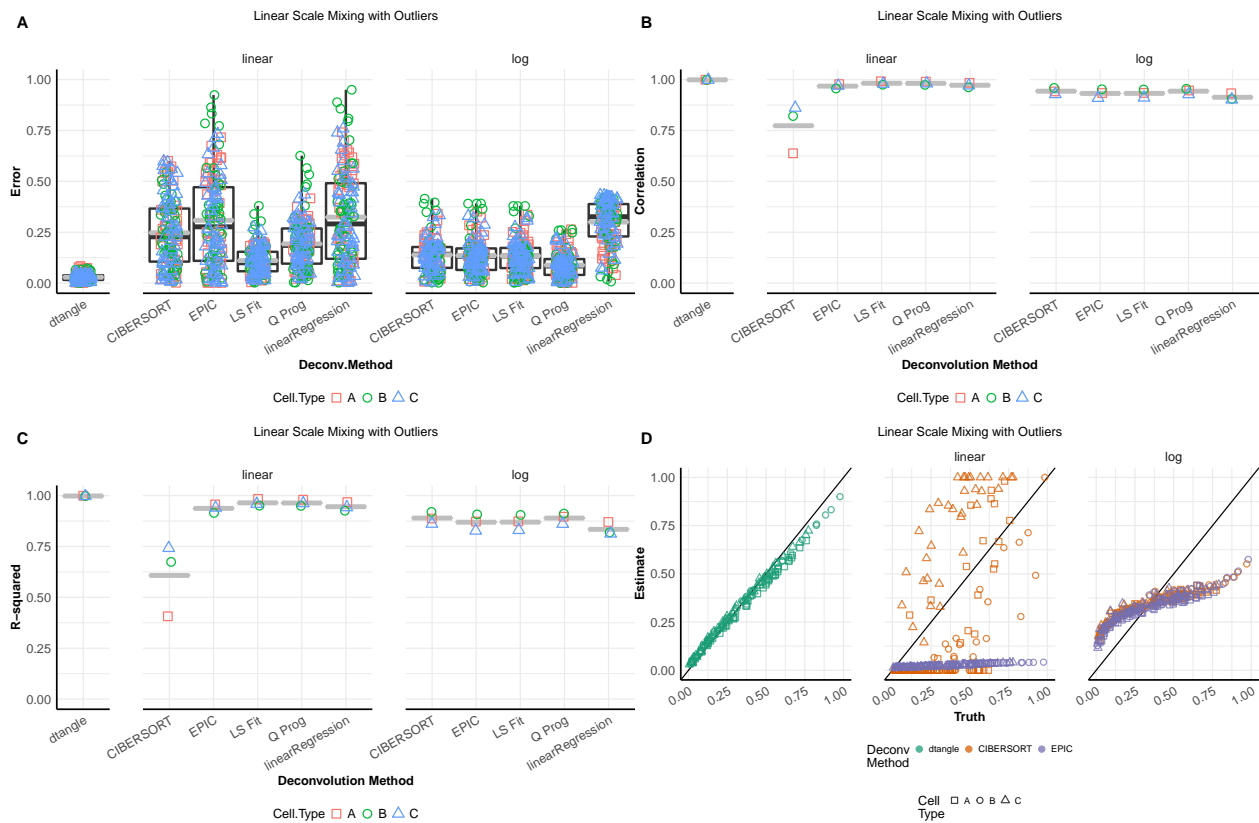 A
Linear Scale Mixing with Outliers
linear
log
1.00
0.75
0.50
0.25
0.00
Error
dtangle
CIBERSORT
EPIC
LS Fit
Q Prog
linearRegression
CIBERSORT
EPIC
LS Fit
Q Prog
linearRegression
Deconv.Method
Cell.Type A B C
B
Linear Scale Mixing with Outliers
linear
log
1.00
0.75
0.50
0.25
0.00
Correlation
dtangle
CIBERSORT
EPIC
LS Fit
Q Prog
linearRegression
CIBERSORT
EPIC
LS Fit
Q Prog
linearRegression
Deconvolution Method
Cell.Type A B C
C
Linear Scale Mixing with Outliers
linear
log
1.00
0.75
0.50
0.25
0.00
R−squared
dtangle
CIBERSORT
EPIC
LS Fit
Q Prog
linearRegression
CIBERSORT
EPIC
LS Fit
Q Prog
linearRegression
Deconvolution Method
Cell.Type A B C
D
Linear Scale Mixing with Outliers
linear
log
1.00
0.75
0.50
0.25
0.00
Estimate
0.00 0.25 0.50 0.75 1.00
0.00 0.25 0.50 0.75 1.00
0.00 0.25 0.50 0.75 1.00
Truth
Deconv
Method
dtangle CIBERSORT EPIC
Cell
Type
A B C